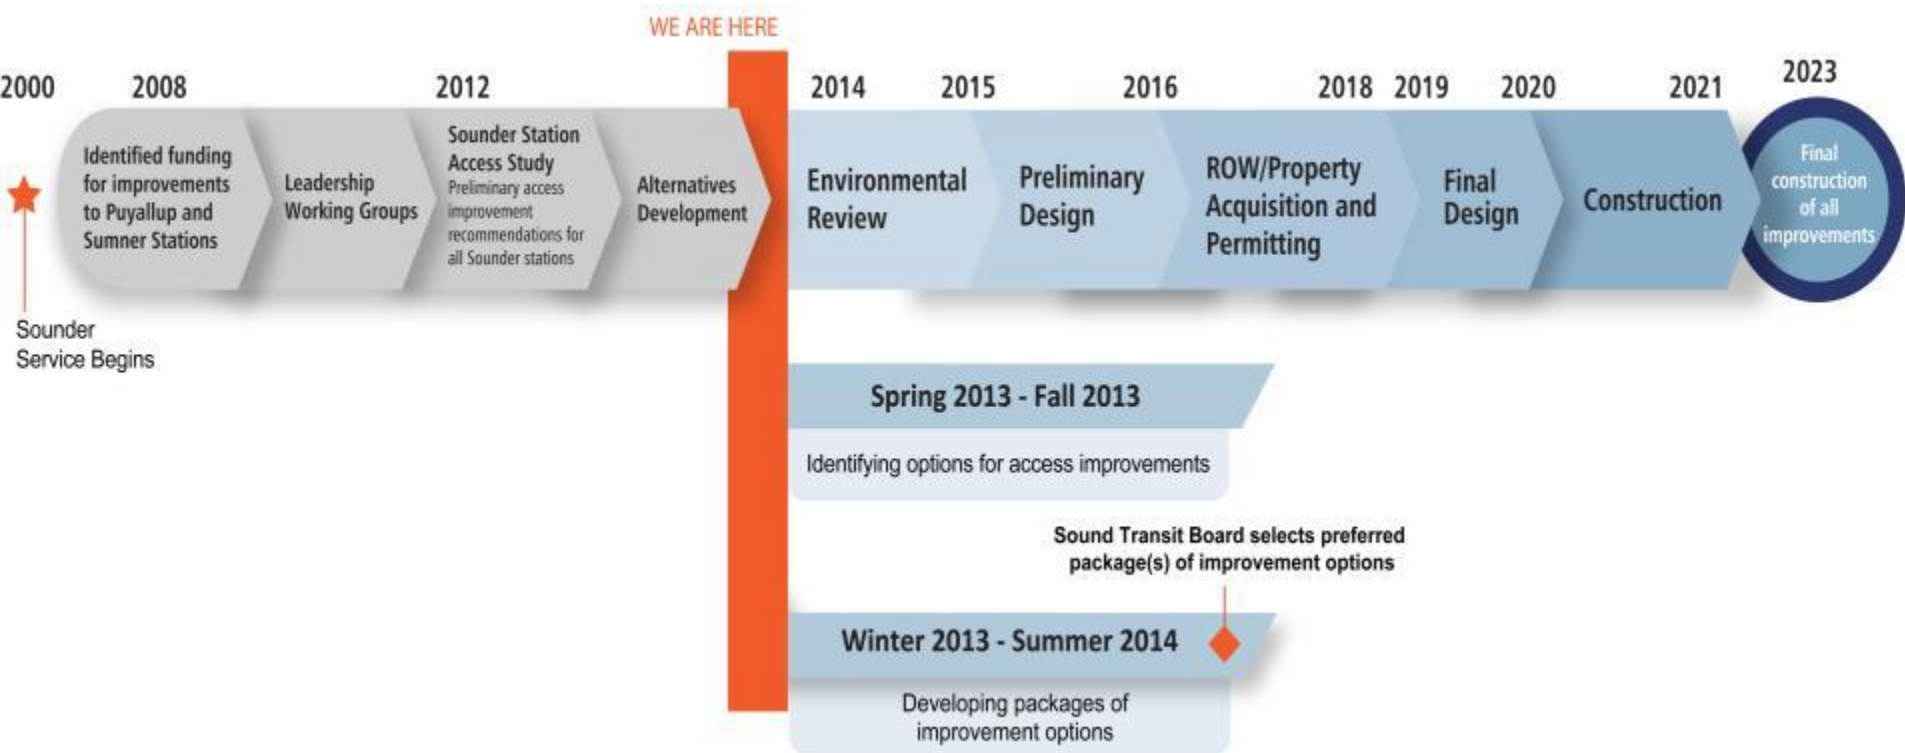 WE ARE HERE
2000
2008
2012
2014
2015
2016
2018
2019
2020
2021
2023
Identified funding
for improvements
to Puyallup and
Sumner Stations
Leadership
Working Groups
Sounder Station
Access Study
Preliminary access
improvement
recommendations for
all Sounder stations
Alternatives
Development
Environmental
Review
Preliminary
Design
ROW/Property
Acquisition and
Permitting
Final
Design
Construction
Final
construction
of all
improvements
Sounder
Service Begins
Spring 2013 - Fall 2013
Identifying options for access improvements
Sound Transit Board selects preferred
package(s) of improvement options
Winter 2013 - Summer 2014
Developing packages of
improvement options